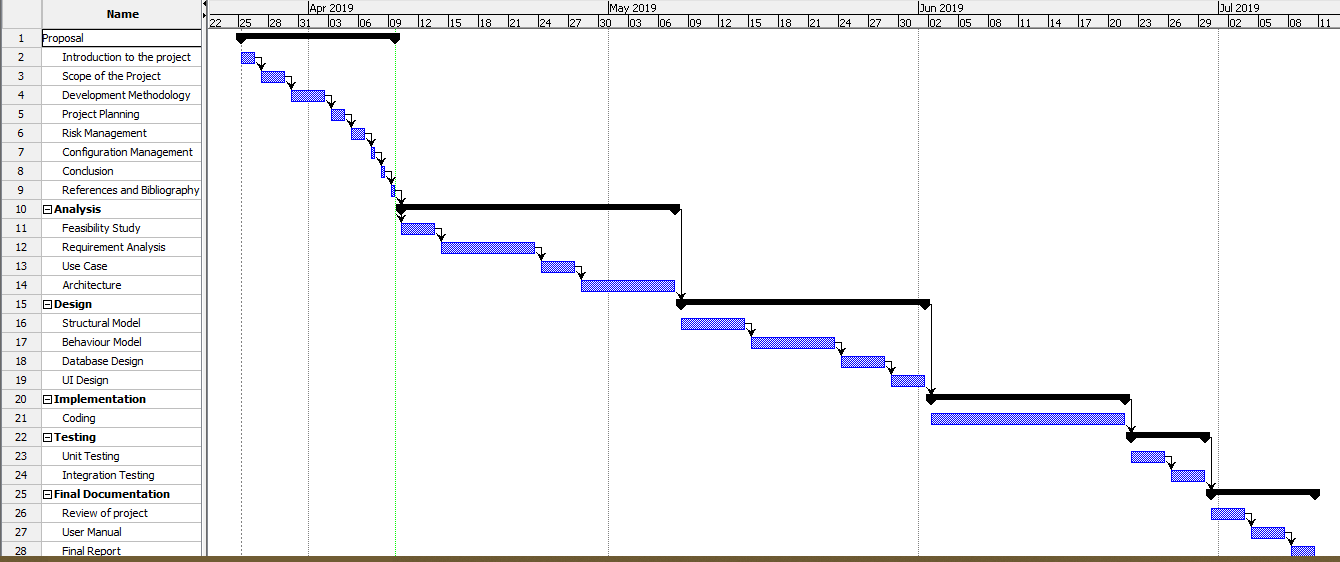 Name
Apr 2019 May 2019 Jun 2019 Jul 2019
22 25 28 31 03 06 09 12 15 18 21 24 27 30 03 06 09 12 15 18 21 24 27 30 02 05 08 11 14 17 20 23 26 29 02 05 08 11
1 Proposal
2 Introduction to the project
3 Scope of the Project
4 Development Methodology
5 Project Planning
6 Risk Management
7 Configuration Management
8 Conclusion
9 References and Bibliography
10 Analysis
11 Feasibility Study
12 Requirement Analysis
13 Use Case
14 Architecture
15 Design
16 Structural Model
17 Behaviour Model
18 Database Design
19 UI Design
20 Implementation
21 Coding
22 Testing
23 Unit Testing
24 Integration Testing
25 Final Documentation
26 Review of project
27 User Manual
28 Final Report